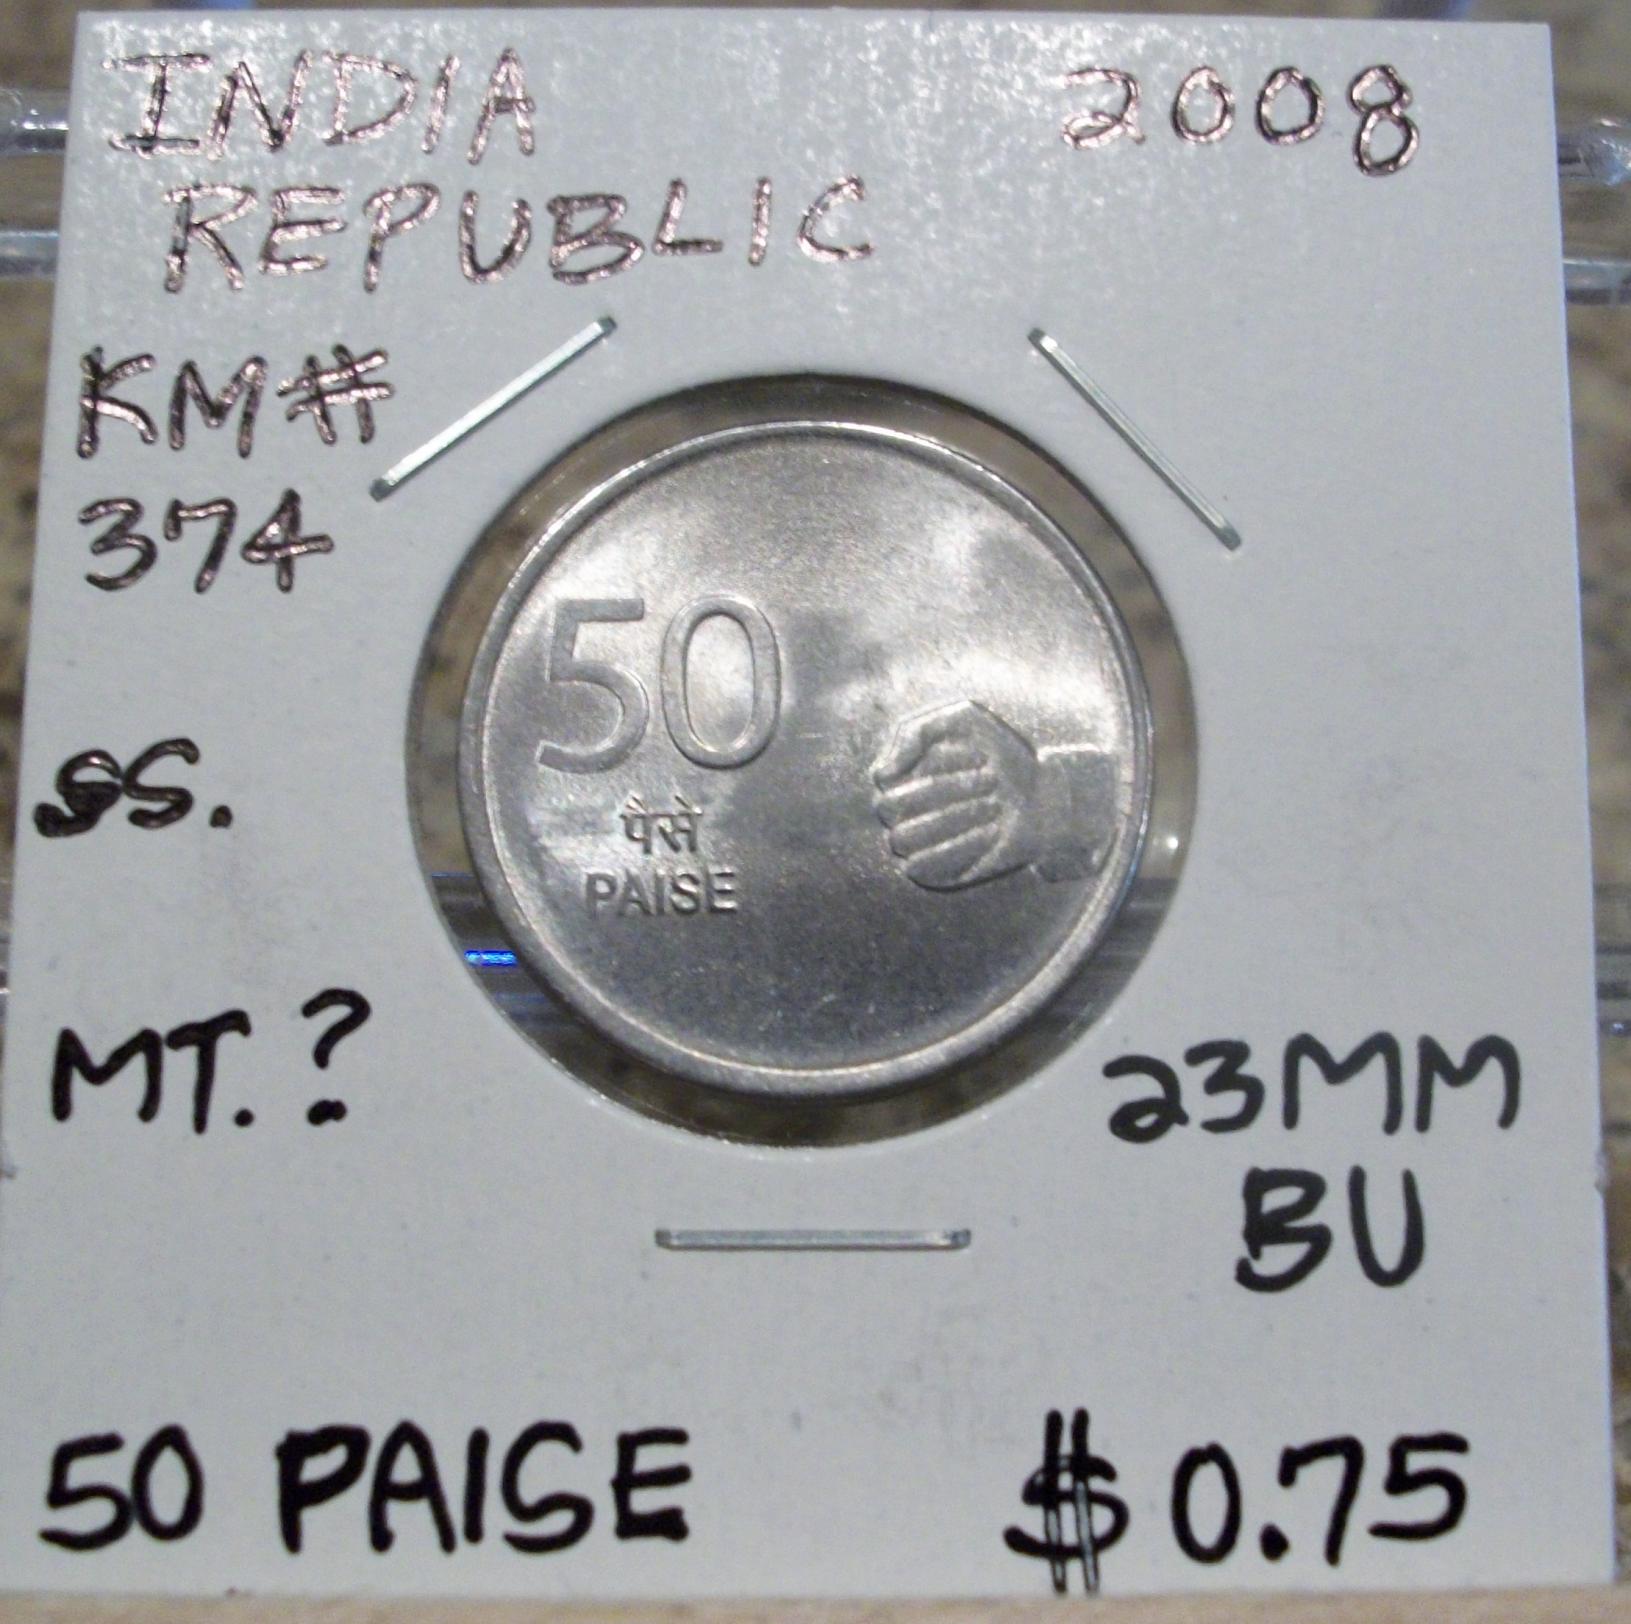 INDIA 2008
REPUBLIC
KM#
374
SS.
MT.?
50
पैसे
PAISE
23MM
BU
50 PAISE $0.75